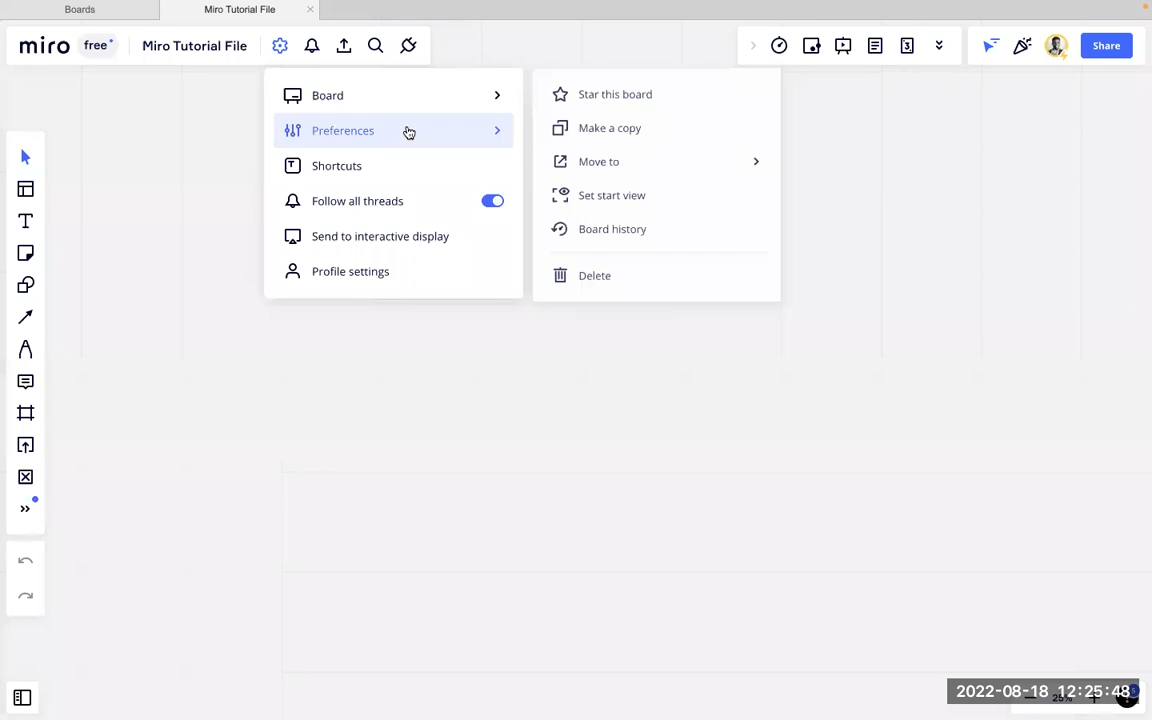 Boards
Miro Tutorial File
miro free Miro Tutorial File
3
Share
Board
Preferences
Shortcuts
Follow all threads
Send to interactive display
Profile settings
Star this board
Make a copy
Move to
Set start view
Board history
Delete
T
2022-08-18 12:25:48
25%